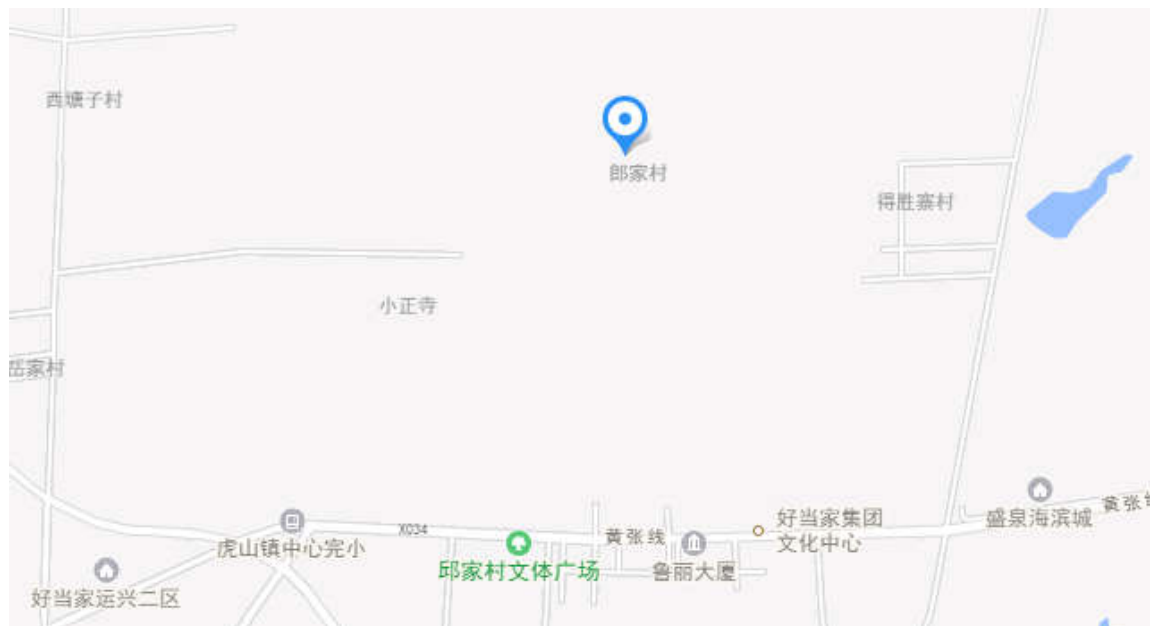 西塘子村
郎家村
得胜寨村
小正寺
岳家村
盛泉海滨城
黄张
X034
黄张线
好当家集团
文化中心
虎山镇中心完小
邱家村文体广场
鲁丽大厦
好当家运兴二区